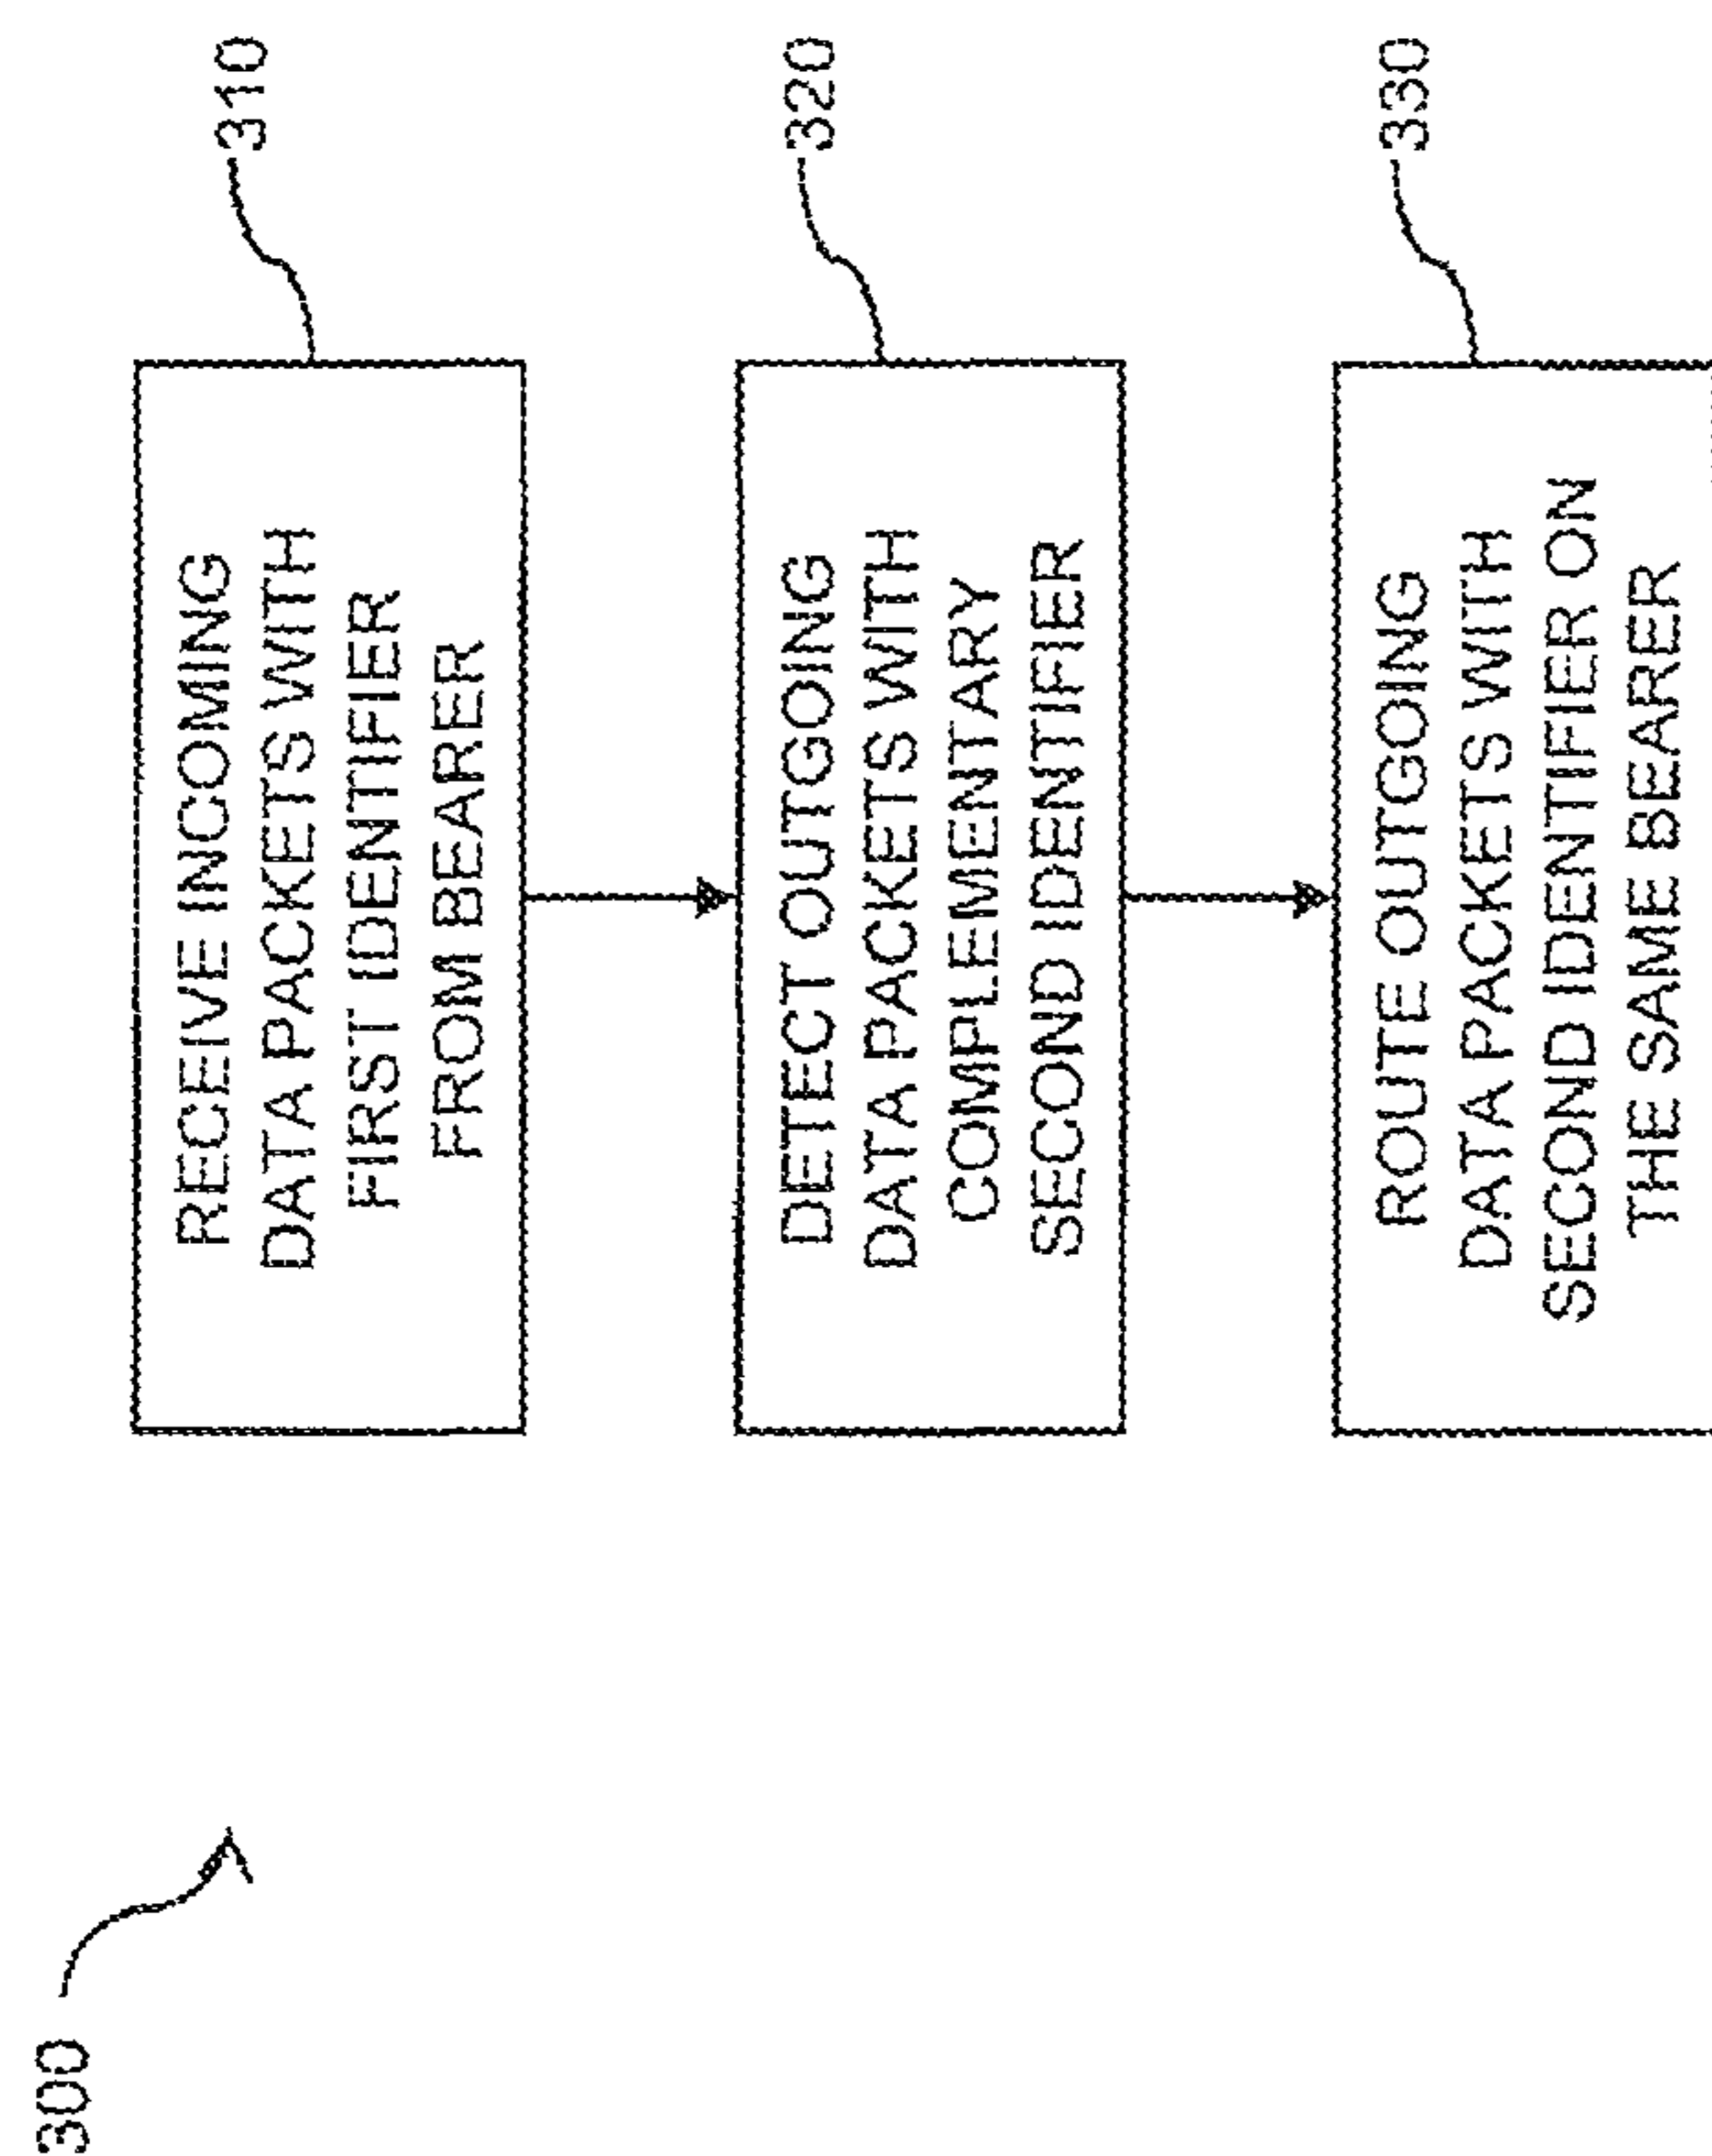 300
310
RECEIVE INCOMING
DATA PACKETS WITH
FIRST IDENTIFIER
FROM BEARER
320
DETECT OUTGOING
DATA PACKETS WITH
COMPLEMENTARY
SECOND IDENTIFIER
330
ROUTE OUTGOING
DATA PACKETS WITH
SECOND IDENTIFIER ON
THE SAME BEARER